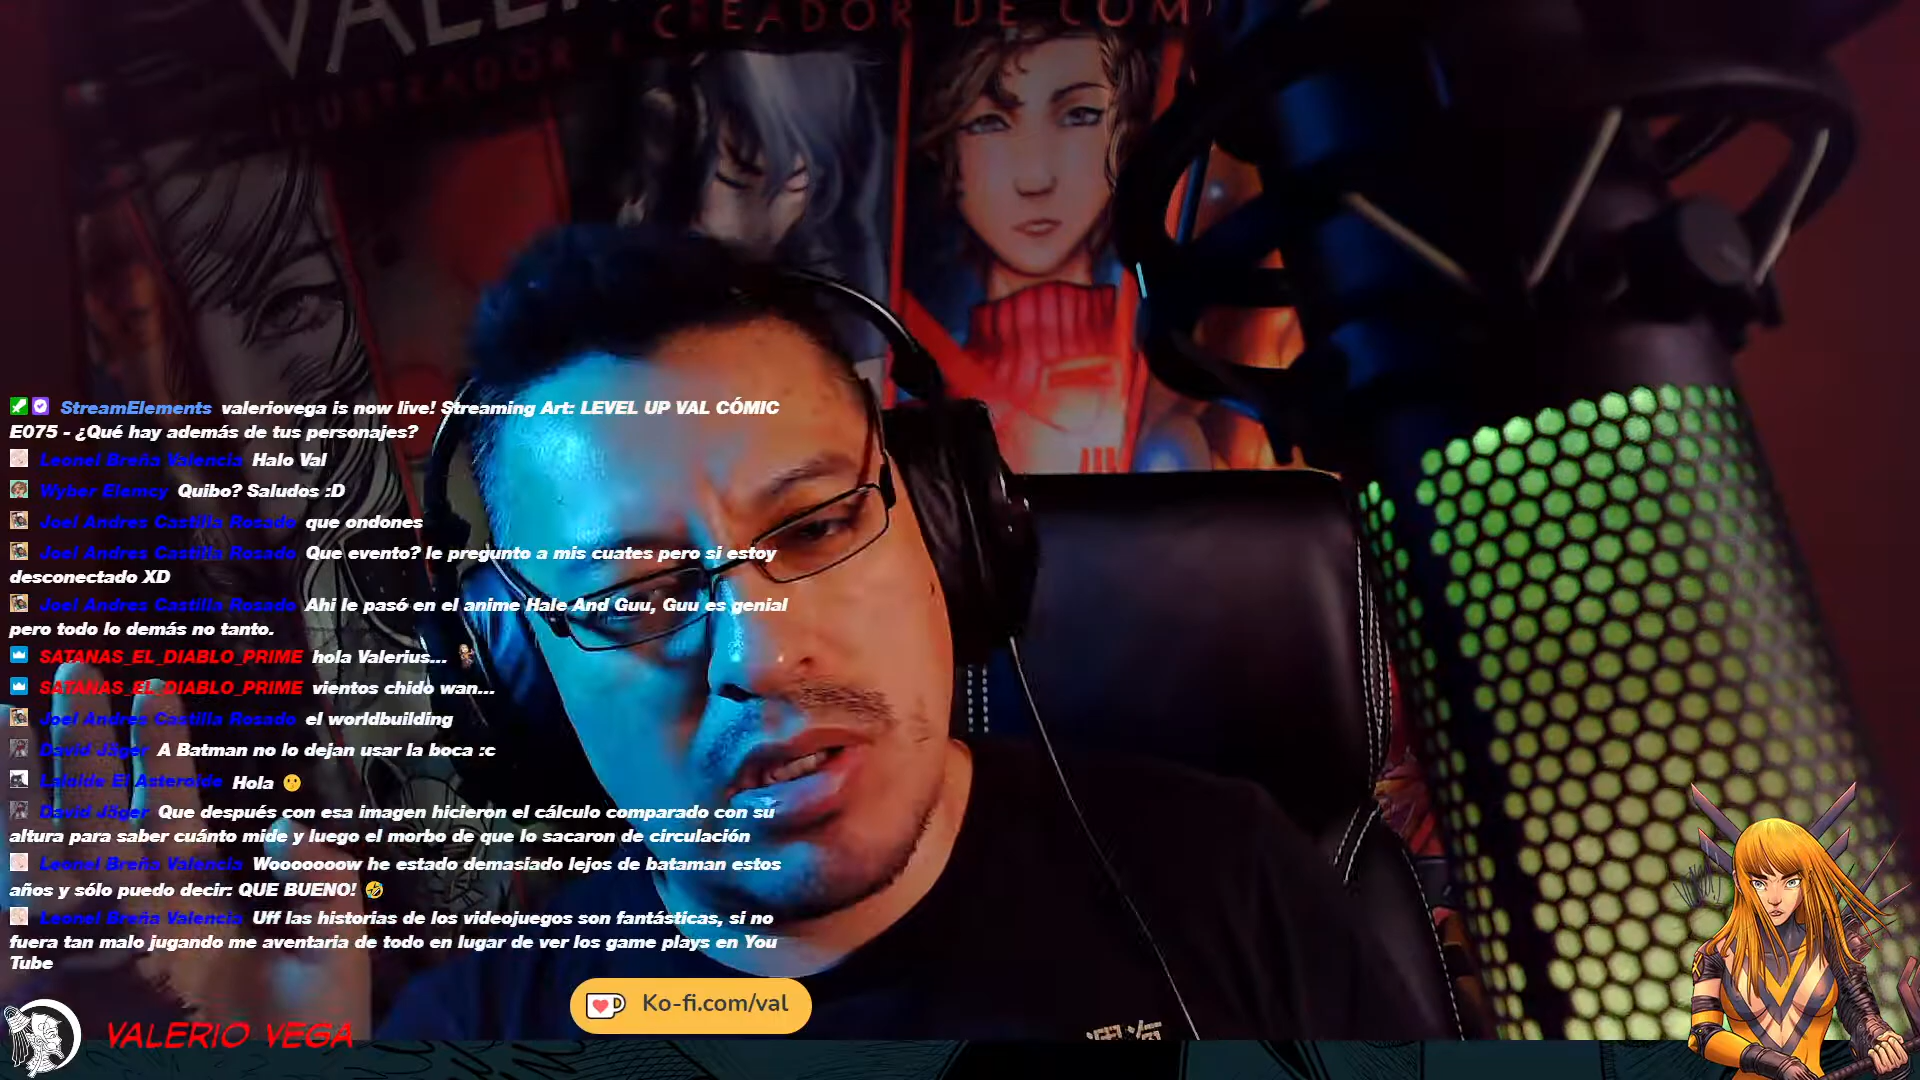 CREADOR DE COM
ILUSTRADOR
StreamElements valeriovega is now live! Streaming Art: LEVEL UP VAL CÓMIC
E075 - ¿Qué hay además de tus personajes?
Leonel Breña Valencia Halo Val
Wyber Elemcy Quibo? Saludos :D
Joel Andres Castilla Rosado que ondones
Joel Andres Castilla Rosado Que evento? le pregunto a mis cuates pero si estoy
desconectado XD
Joel Andres Castilla Rosado Ahi le pasó en el anime Hale And Guu, Guu es genial
pero todo lo demás no tanto.
SATANAS_EL_DIABLO_PRIME hola Valerius...
SATANAS_EL_DIABLO_PRIME vientos chido wan...
Joel Andres Castilla Rosado el worldbuilding
David Jäger A Batman no lo dejan usar la boca :c
El Asteroide Hola 😗
David Jäger Que después con esa imagen hicieron el cálculo comparado con su
altura para saber cuánto mide y luego el morbo de que lo sacaron de circulación
Leonel Breña Valencia Wooooooow he estado demasiado lejos de bataman estos
años y sólo puedo decir: QUE BUENO! 🤣
Leonel Breña Valencia Uff las historias de los videojuegos son fantásticas, si no
fuera tan malo jugando me aventaria de todo en lugar de ver los game plays en You
Tube
Ko-fi.com/val
VALERIO VEGA